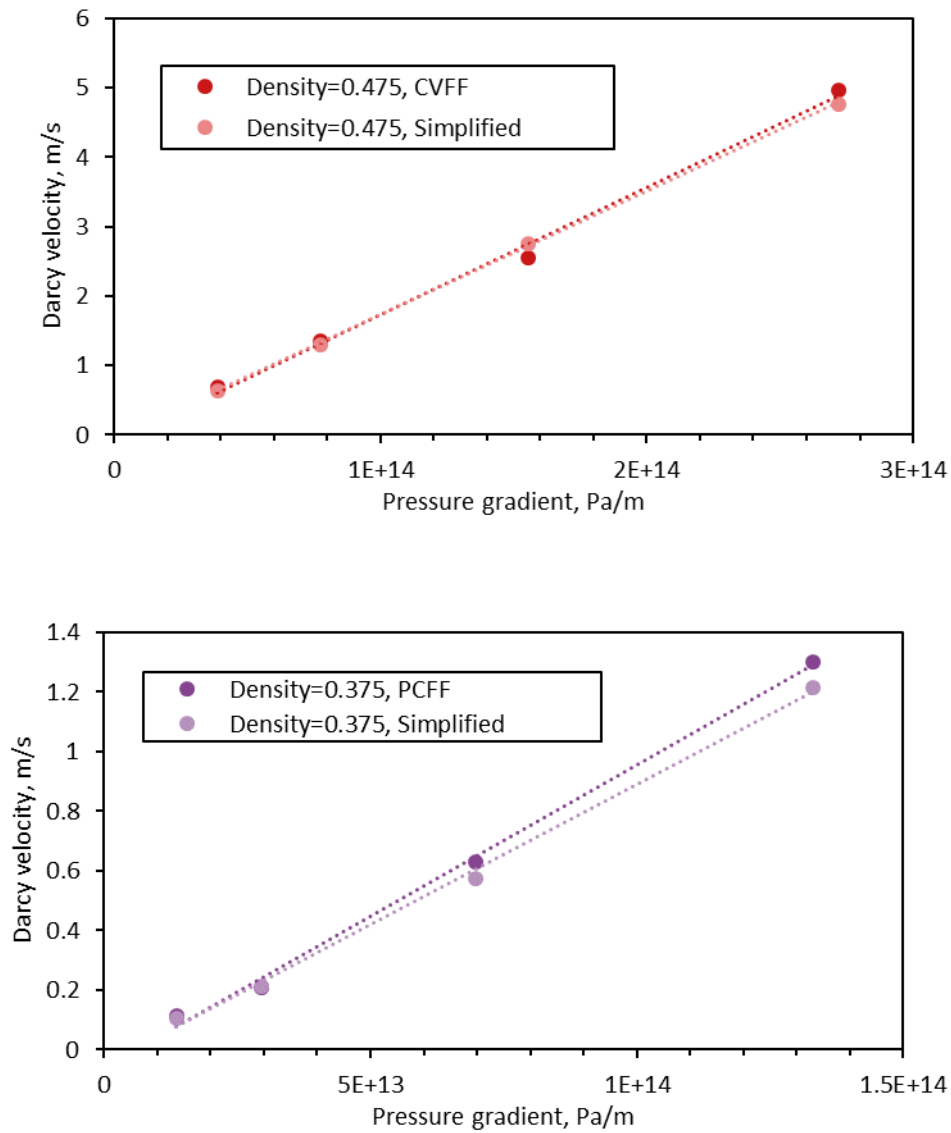 6
5
4
3
2
1
0
Darcy velocity, m/s
Density=0.475, CVFF
Density=0.475, Simplified
0 1E+14 2E+14 3E+14
Pressure gradient, Pa/m
1.4
1.2
1
0.8
0.6
0.4
0.2
0
Darcy velocity, m/s
Density=0.375, PCFF
Density=0.375, Simplified
0 5E+13 1E+14 1.5E+14
Pressure gradient, Pa/m